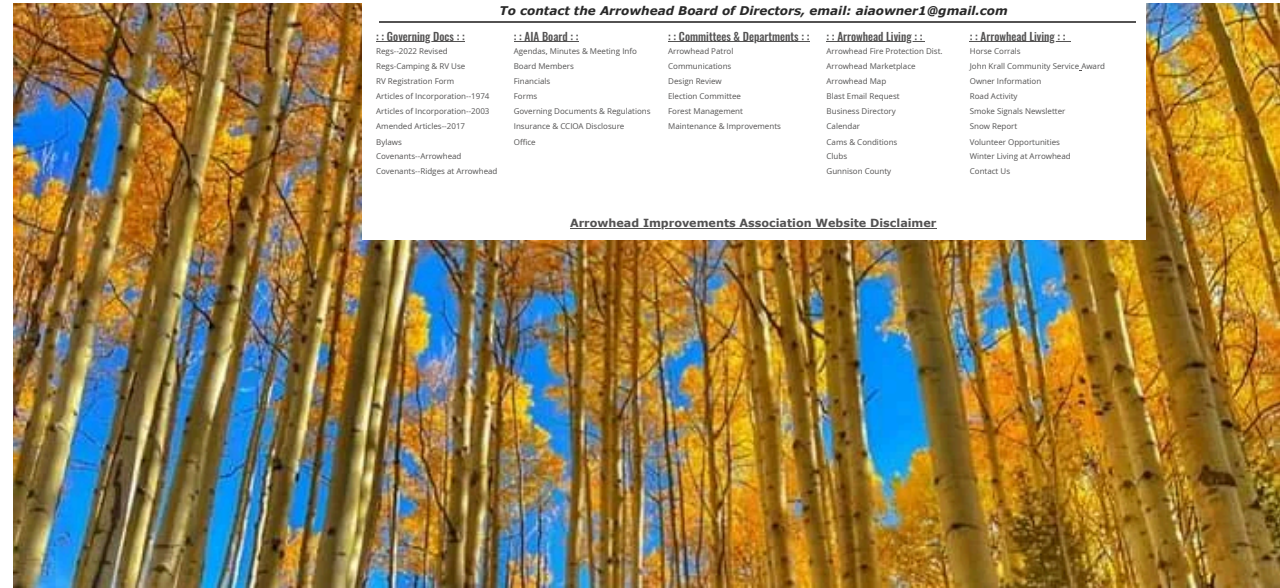 To contact the Arrowhead Board of Directors, email: aiaowner1@gmail.com
: : Governing Docs : :
Regs--2022 Revised
Regs-Camping & RV Use
RV Registration Form
Articles of Incorporation--1974
Articles of Incorporation--2003
Amended Articles--2017
Bylaws
Covenants--Arrowhead
Covenants--Ridges at Arrowhead
: : AIA Board : :
Agendas, Minutes & Meeting Info
Board Members
Financials
Forms
Governing Documents & Regulations
Insurance & CCIOA Disclosure
Office
: : Committees & Departments : :
Arrowhead Patrol
Communications
Design Review
Election Committee
Forest Management
Maintenance & Improvements
: : Arrowhead Living : :
Arrowhead Fire Protection Dist.
Arrowhead Marketplace
Arrowhead Map
Blast Email Request
Business Directory
Calendar
Cams & Conditions
Clubs
Gunnison County
: : Arrowhead Living : :
Horse Corrals
John Krall Community Service Award
Owner Information
Road Activity
Smoke Signals Newsletter
Snow Report
Volunteer Opportunities
Winter Living at Arrowhead
Contact Us
Arrowhead Improvements Association Website Disclaimer